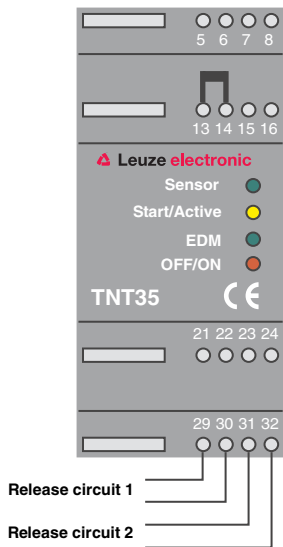 5 6 7 8
13 14 15 16
Leuze electronic
Sensor
Start/Active
EDM
OFF/ON
TNT35 CE
21 22 23 24
29 30 31 32
Release circuit 1
Release circuit 2